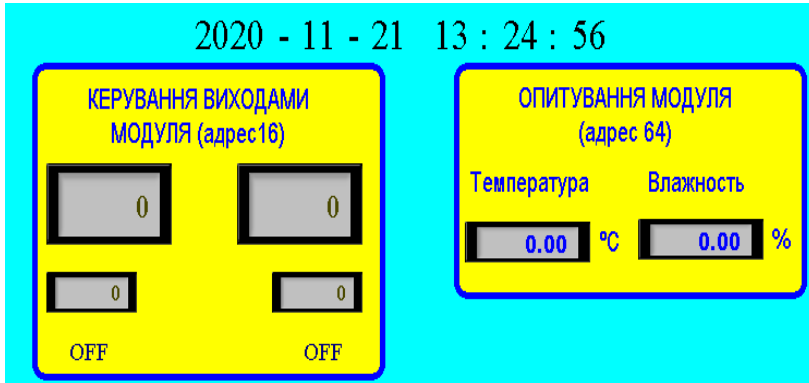 2020 - 11 - 21 13 : 24 : 56
КЕРУВАННЯ ВИХОДАМИ
МОДУЛЯ (адрес16)
0 0
0 0
OFF OFF
ОПИТУВАННЯ МОДУЛЯ
(адрес 64)
Температура Влажность
0.00 °C 0.00 %